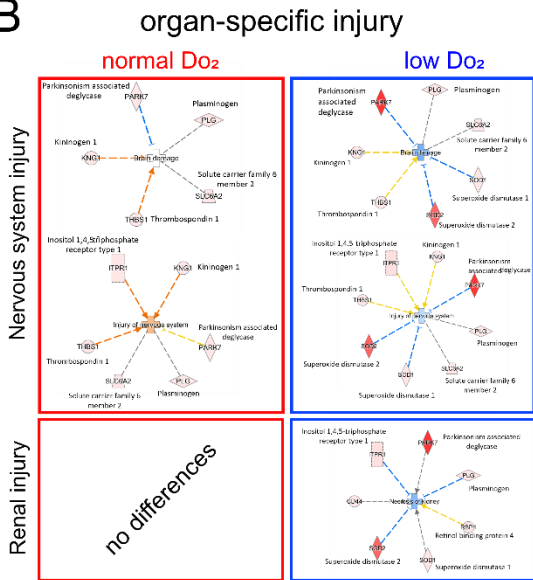 B
organ-specific injury
normal Do₂
low Do₂
Nervous system injury
Parkinsonism associated
deglycase
PARK7
Plasminogen
PLG
Kininogen 1
KNG1
Brain damage
Solute carrier family 6
member 2
SLC6A2
THBS1
Thrombospondin 1
Inositol 1,4,5triphosphate
receptor type 1
ITPR1
KNG1
Kininogen 1
Injury of nervous system
THBS1
Thrombospondin 1
Parkinsonism associated
deglycase
PARK7
SLC6A2
Solute carrier family 6
member 2
PLG
Plasminogen
Parkinsonism
associated
deglycase
PARK7
Plasminogen
PLG
SLC6A2
Solute carrier family 6
member 2
KNG1
Kininogen 1
Brain damage
SOD1
Superoxide dismutase 1
THBS1
Thrombospondin 1
SOD2
Superoxide dismutase 2
Inositol 1,4,5-triphosphate
receptor type 1
ITPR1
Kininogen 1
KNG1
Parkinsonism
associated deglycase
PARK7
Thrombospondin 1
THBS1
Injury of nervous system
PLG
Plasminogen
SOD2
Superoxide dismutase 2
SOD1
Superoxide dismutase 1
SLC6A2
Solute carrier family 6
member 2
Renal injury
no differences
Inositol 1,4,5-triphosphate
receptor type 1
ITPR1
PARK7
Parkinsonism associated
deglycase
PLG
Plasminogen
CD44
Necrosis of kidney
RBP4
Retinol binding protein 4
SOD2
Superoxide dismutase 2
SOD1
Superoxide dismutase 1